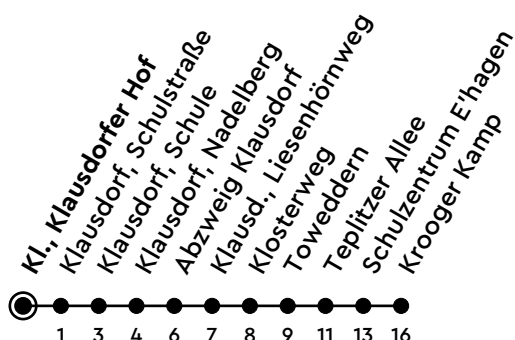 Kl., Klausdorfer Hof
Klausdorf, Schulstraße
Klausdorf, Schule
Klausdorf, Nadelberg
Abzweig Klausdorf
Klausd., Liesenhörnweg
Klosterweg
Toweddern
Teplitzer Allee
Schulzentrum E'hagen
Krooger Kamp
1 3 4 6 7 8 9 11 13 16